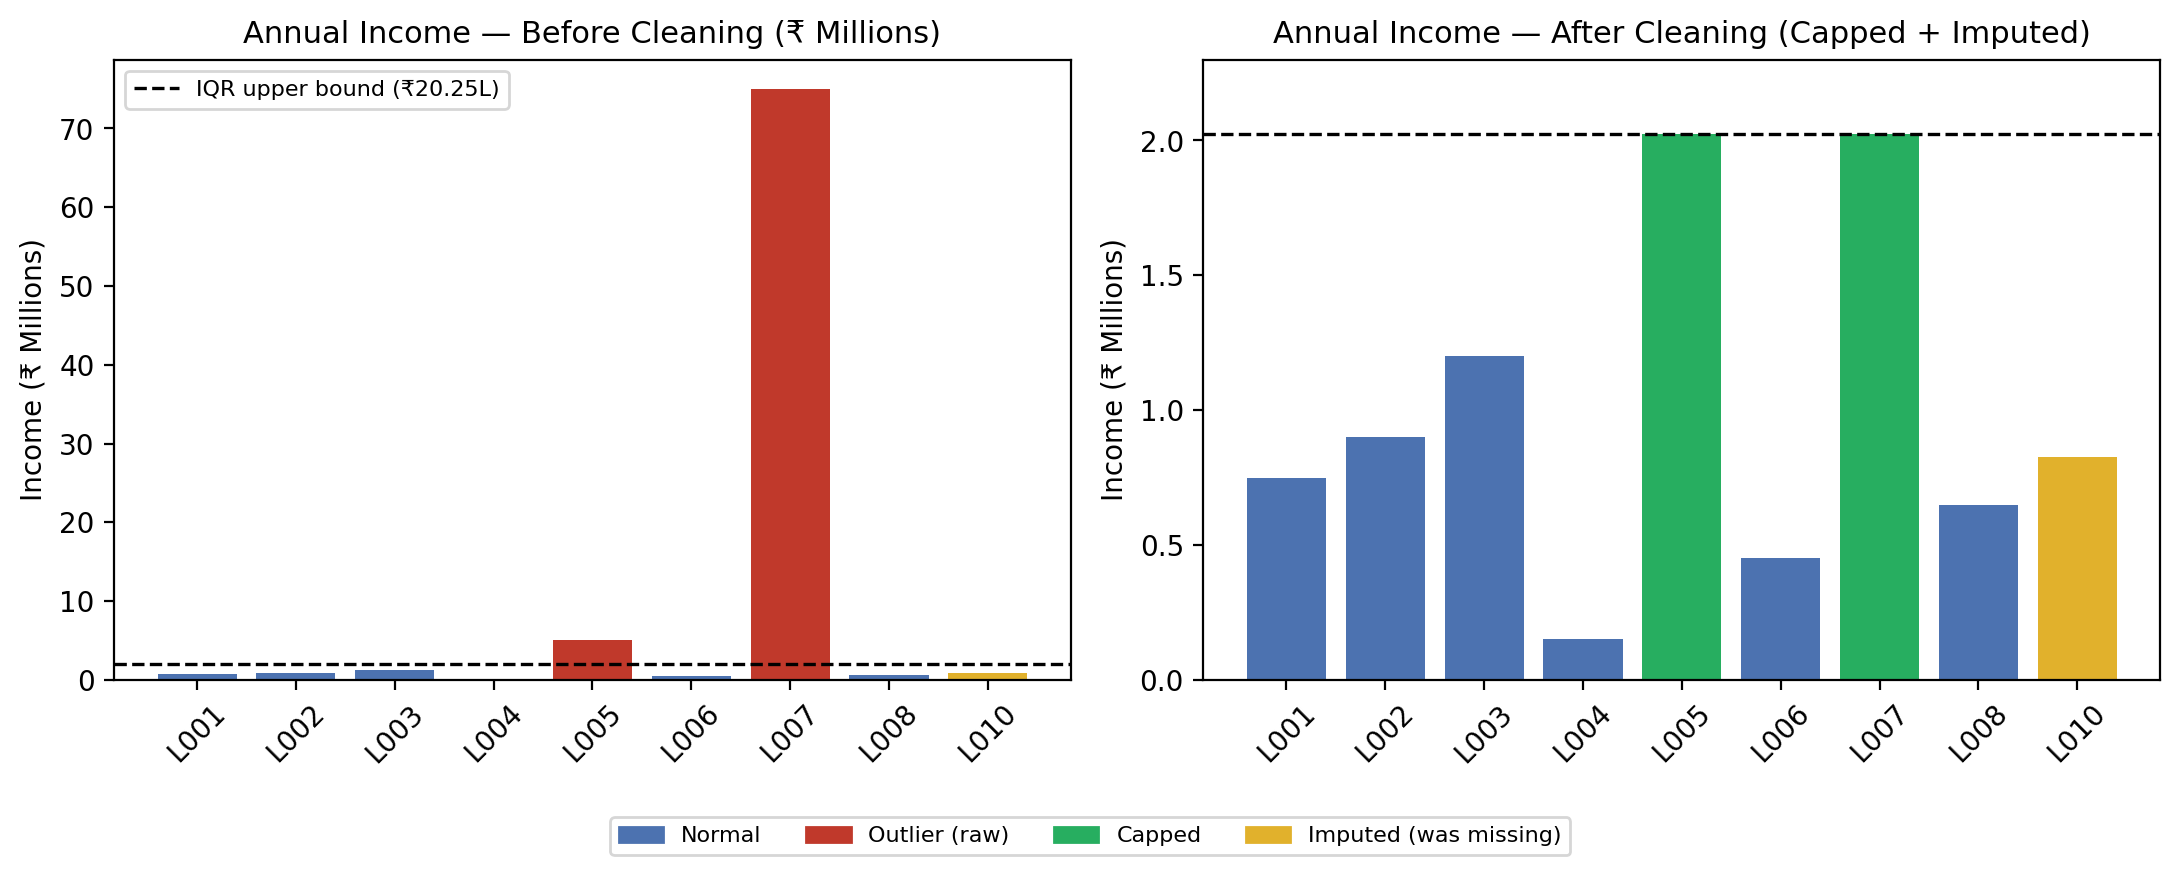 Annual Income — Before Cleaning (₹ Millions)
IQR upper bound (₹20.25L)
Income (₹ Millions)
70
60
50
40
30
20
10
0
L001
L002
L003
L004
L005
L006
L007
L008
L010
Annual Income — After Cleaning (Capped + Imputed)
Income (₹ Millions)
2.0
1.5
1.0
0.5
0.0
L001
L002
L003
L004
L005
L006
L007
L008
L010
Normal
Outlier (raw)
Capped
Imputed (was missing)